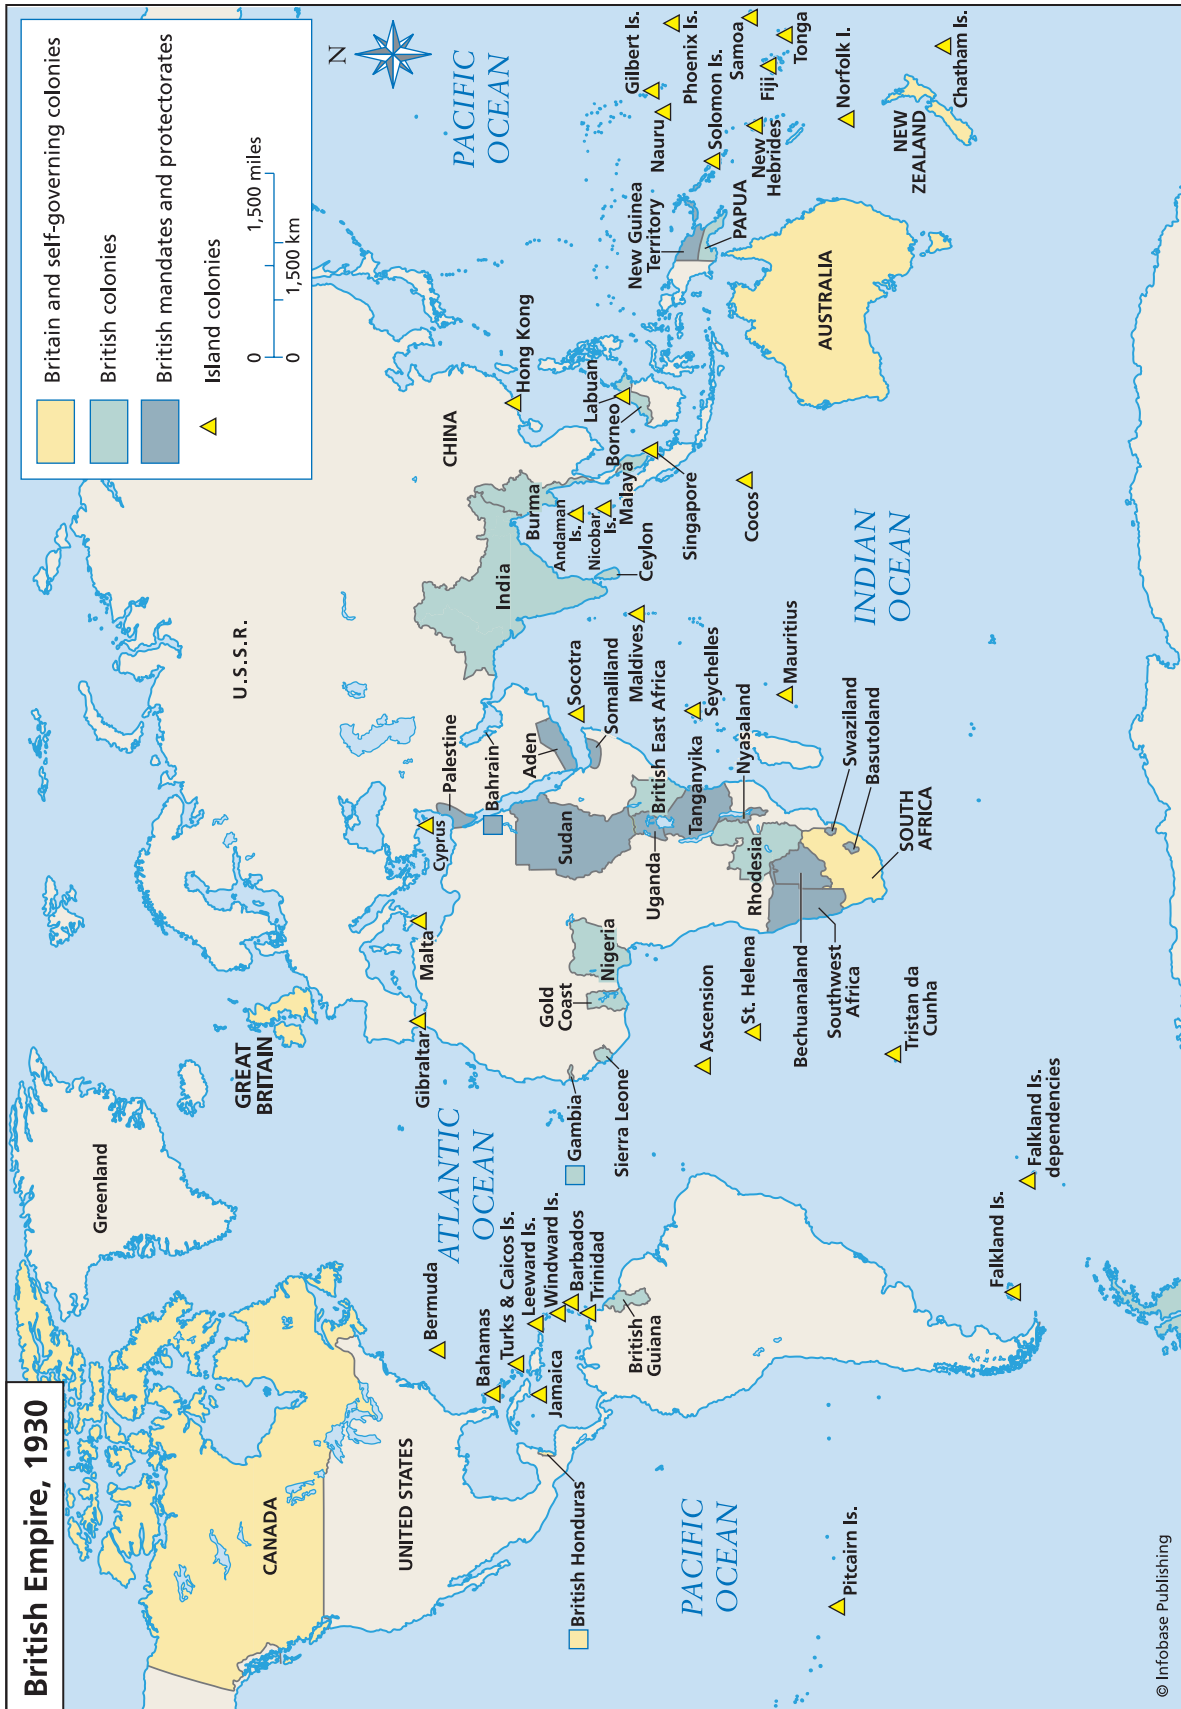 British Empire, 1930
Britain and self-governing colonies
British colonies
British mandates and protectorates
Island colonies
0 1,500 miles
0 1,500 km
N
Greenland
CANADA
UNITED STATES
GREAT
BRITAIN
U.S.S.R.
CHINA
PACIFIC
OCEAN
ATLANTIC
OCEAN
Bermuda
Bahamas
Turks & Caicos Is.
Leeward Is.
Windward Is.
Barbados
Trinidad
Jamaica
British Honduras
British
Guiana
Gibraltar
Malta
Cyprus
Palestine
Bahrain
Aden
Socotra
Somaliland
Sudan
Gambia
Sierra Leone
Gold
Coast
Nigeria
Uganda
British East Africa
Tanganyika
Nyasaland
Rhodesia
Bechuanaland
Southwest
Africa
Swaziland
Basutoland
SOUTH
AFRICA
Ascension
St. Helena
Tristan da
Cunha
Falkland Is.
Falkland Is.
dependencies
PACIFIC
OCEAN
Pitcairn Is.
India
Burma
Andaman
Is.
Nicobar
Is.
Ceylon
Maldives
Seychelles
Mauritius
Malaya
Singapore
Borneo
Labuan
Hong Kong
Cocos
INDIAN
OCEAN
New Guinea
Territory
PAPUA
AUSTRALIA
NEW
ZEALAND
Gilbert Is.
Nauru
Phoenix Is.
Solomon Is.
Samoa
New
Hebrides
Fiji
Tonga
Norfolk I.
Chatham Is.
© Infobase Publishing